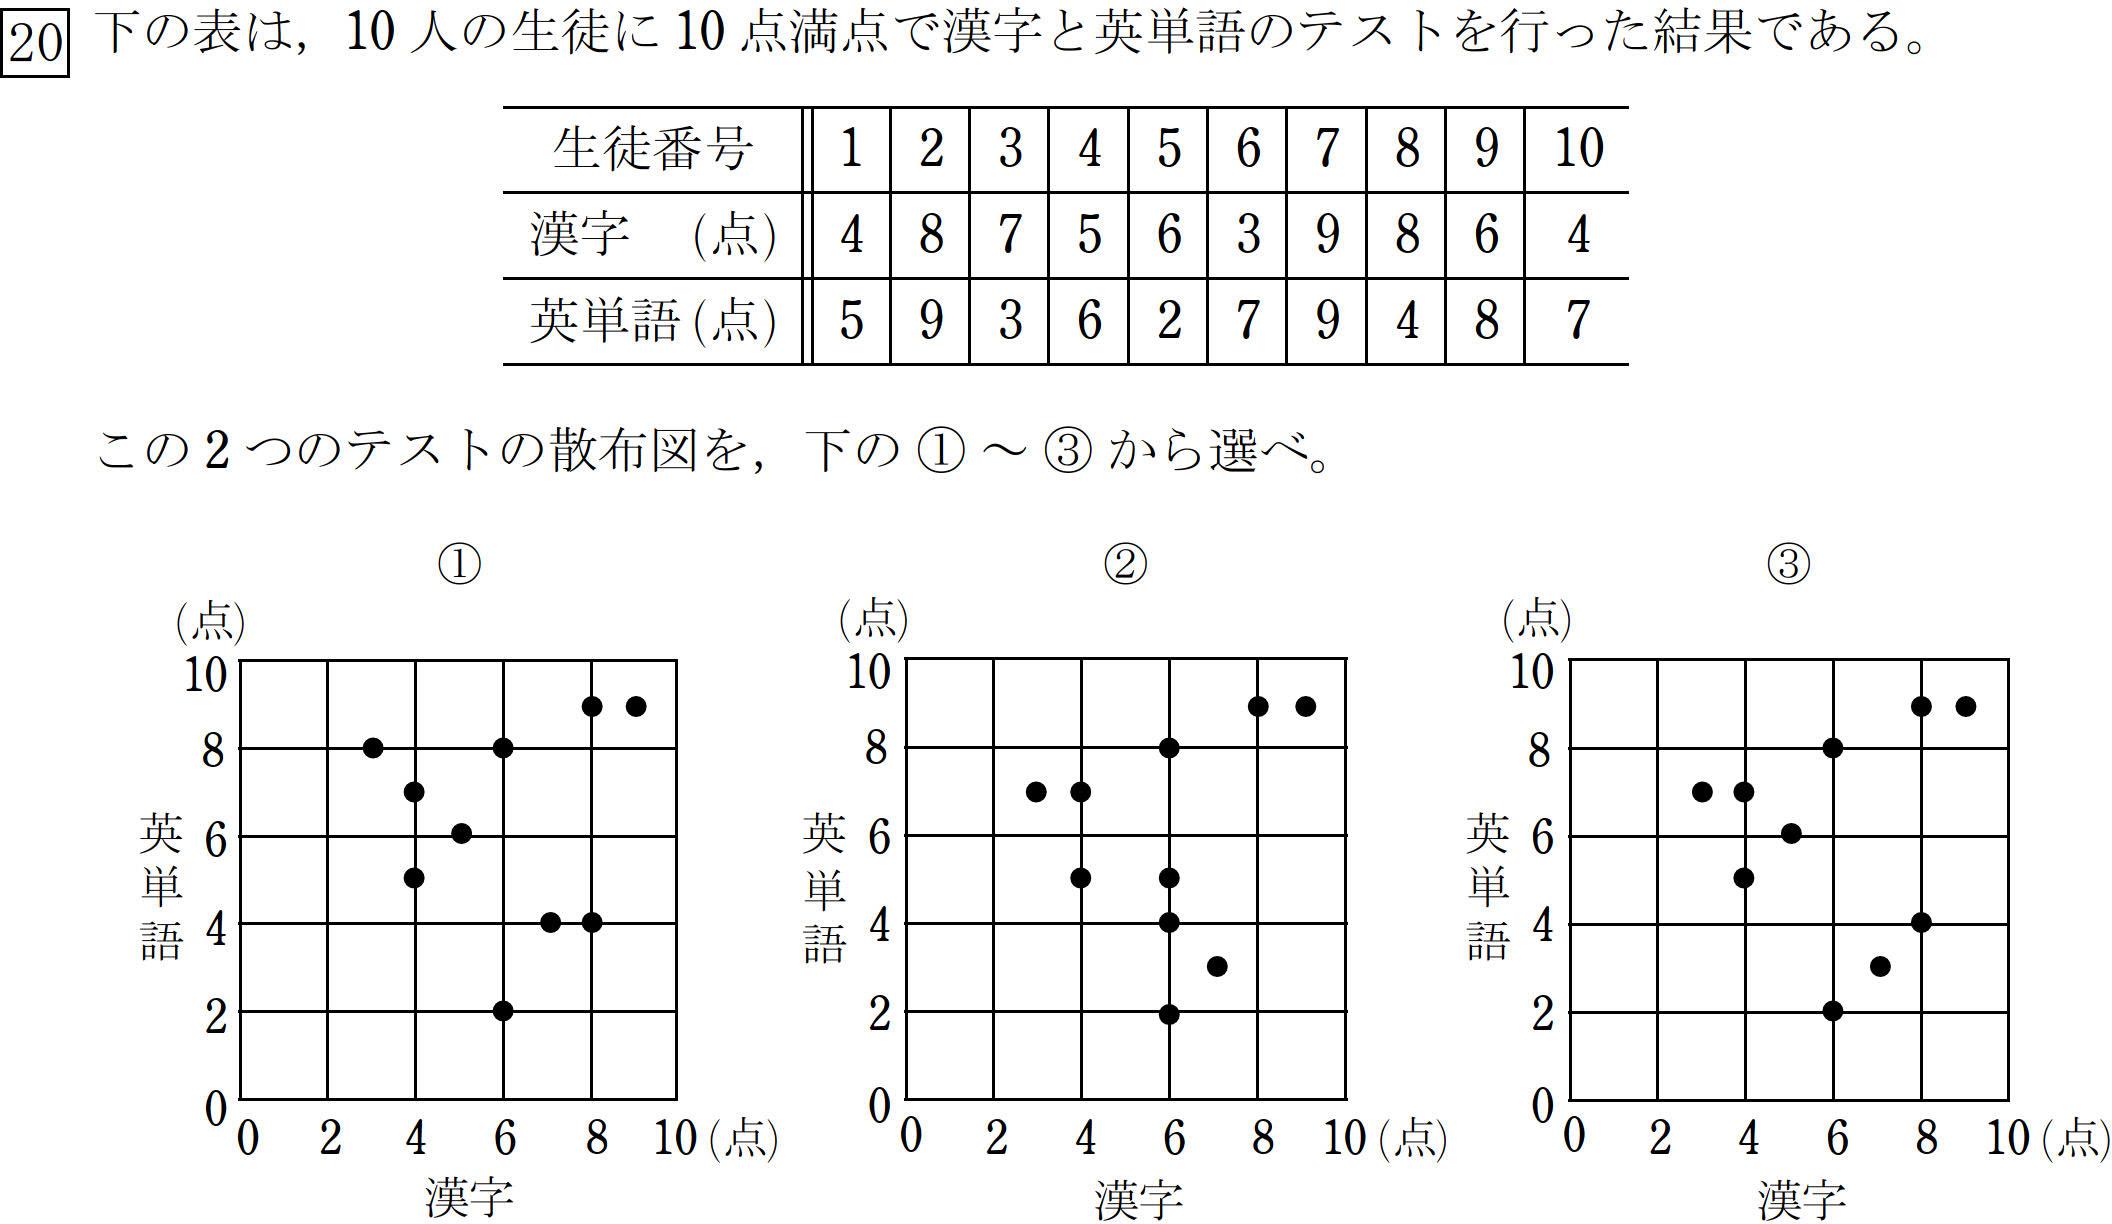 20 下の表は，10 人の生徒に 10 点満点で漢字と英単語のテストを行った結果である。
生徒番号 1 2 3 4 5 6 7 8 9 10
漢字 (点) 4 8 7 5 6 3 9 8 6 4
英単語(点) 5 9 3 6 2 7 9 4 8 7
この 2 つのテストの散布図を，下の ① ～ ③ から選べ。
①
(点)
10
8
6
4
2
0
英単語
0 2 4 6 8 10 (点)
漢字
②
(点)
10
8
6
4
2
0
英単語
0 2 4 6 8 10 (点)
漢字
③
(点)
10
8
6
4
2
0
英単語
0 2 4 6 8 10 (点)
漢字